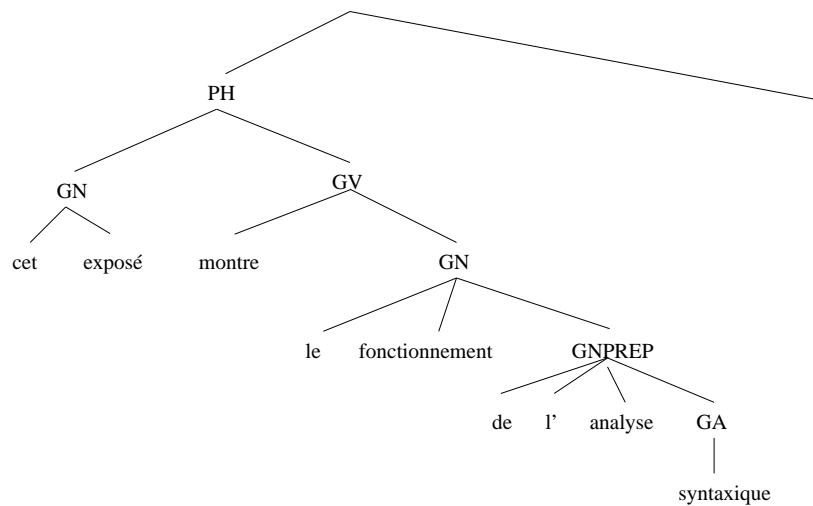 PH
GN GV
cet exposé montre GN
le fonctionnement GNPREP
de l’ analyse GA
syntaxique